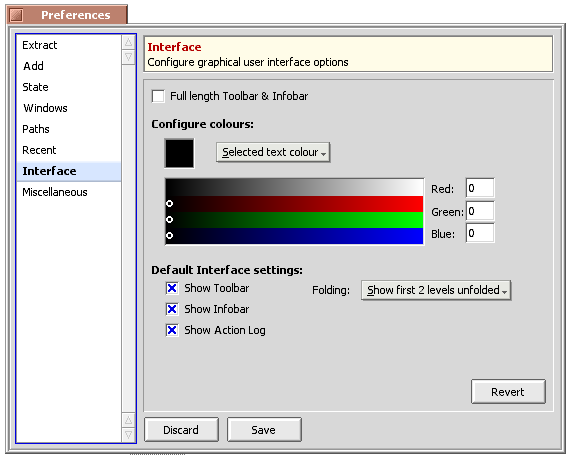 Preferences
Extract
Add
State
Windows
Paths
Recent
Interface
Miscellaneous
Interface
Configure graphical user interface options
Full length Toolbar & Infobar
Configure colours:
Selected text colour
Red: 0
Green: 0
Blue: 0
Default Interface settings:
Show Toolbar
Folding: Show first 2 levels unfolded
Show Infobar
Show Action Log
Revert
Discard Save